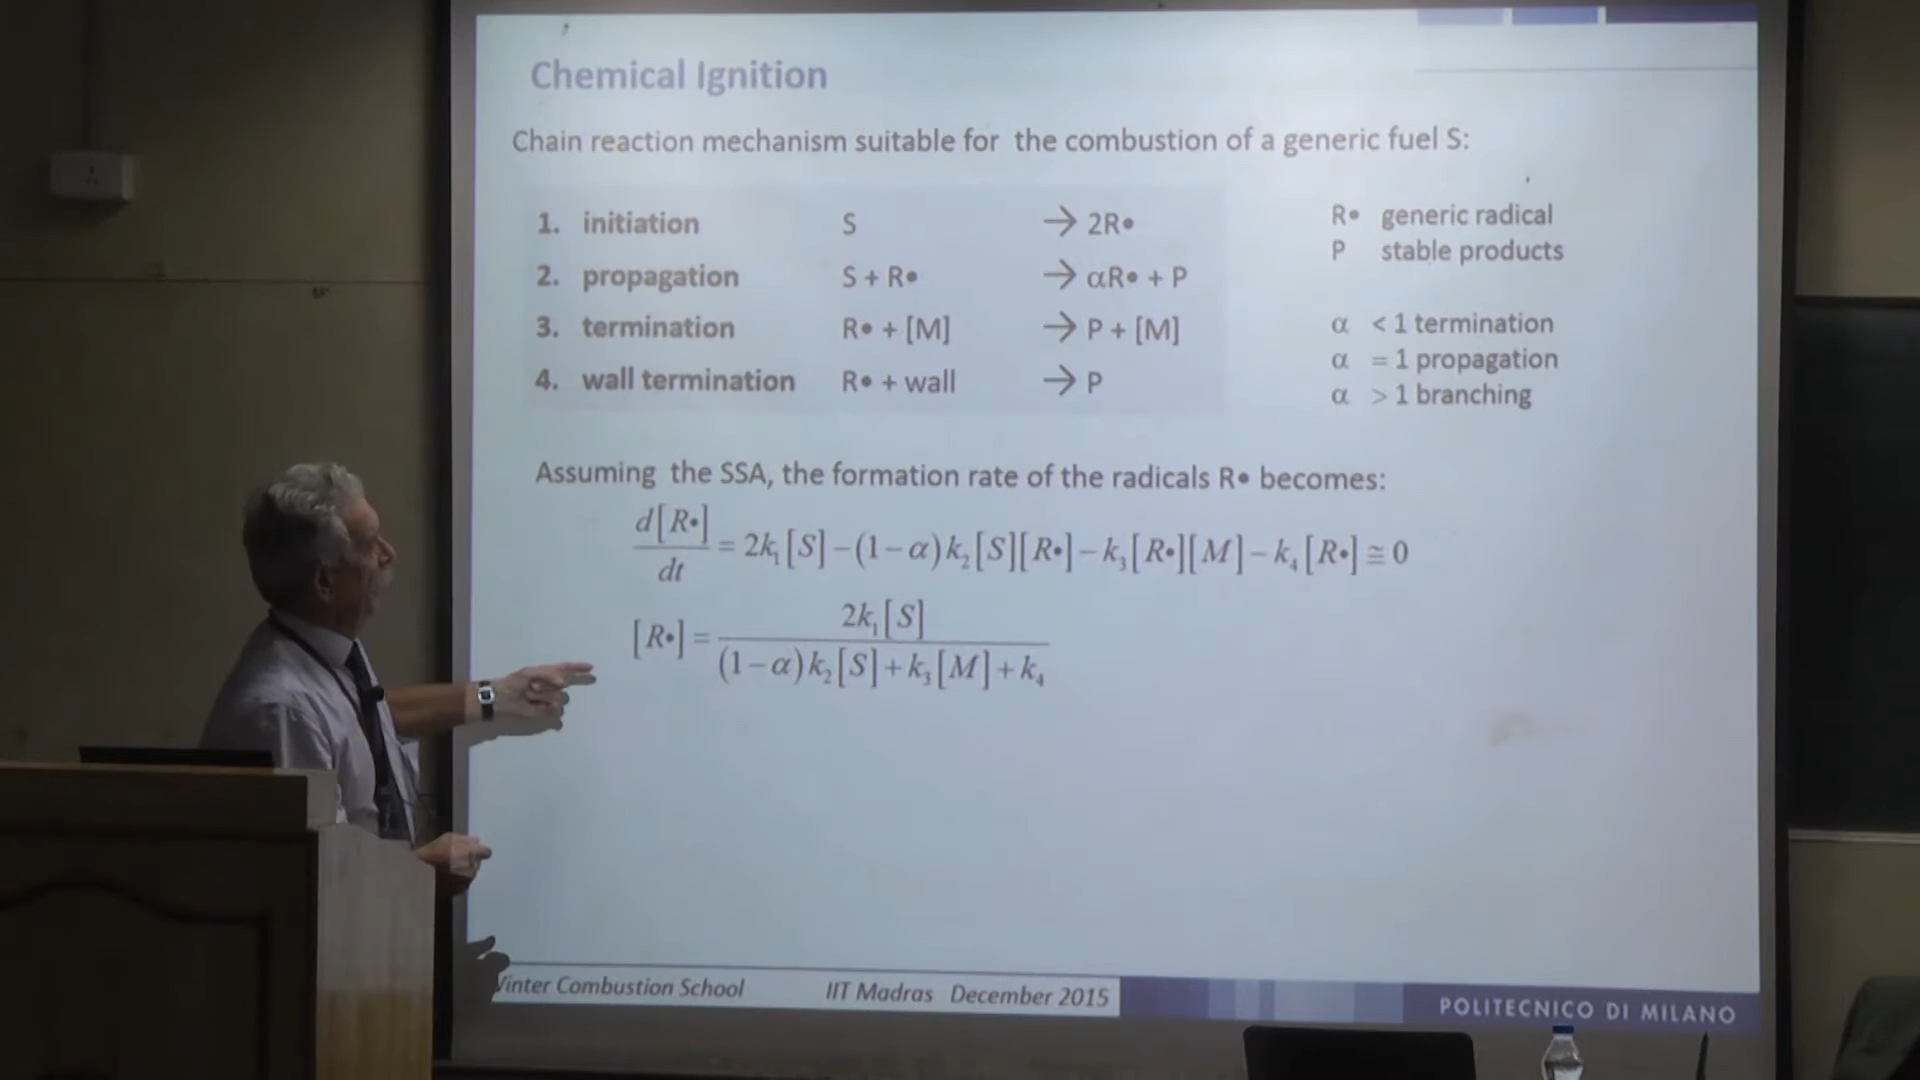 Chemical Ignition
Chain reaction mechanism suitable for the combustion of a generic fuel S:
1. initiation S → 2R•
2. propagation S + R• → αR• + P
3. termination R• + [M] → P + [M]
4. wall termination R• + wall → P
R• generic radical
P stable products
α < 1 termination
α = 1 propagation
α > 1 branching
Assuming the SSA, the formation rate of the radicals R• becomes:
d[R•]/dt = 2k₁[S] – (1 – α)k₂[S][R•] – k₃[R•][M] – k₄[R•] ≅ 0
[R•] = 2k₁[S] / (1 – α)k₂[S] + k₃[M] + k₄
Winter Combustion School IIT Madras December 2015
POLITECNICO DI MILANO